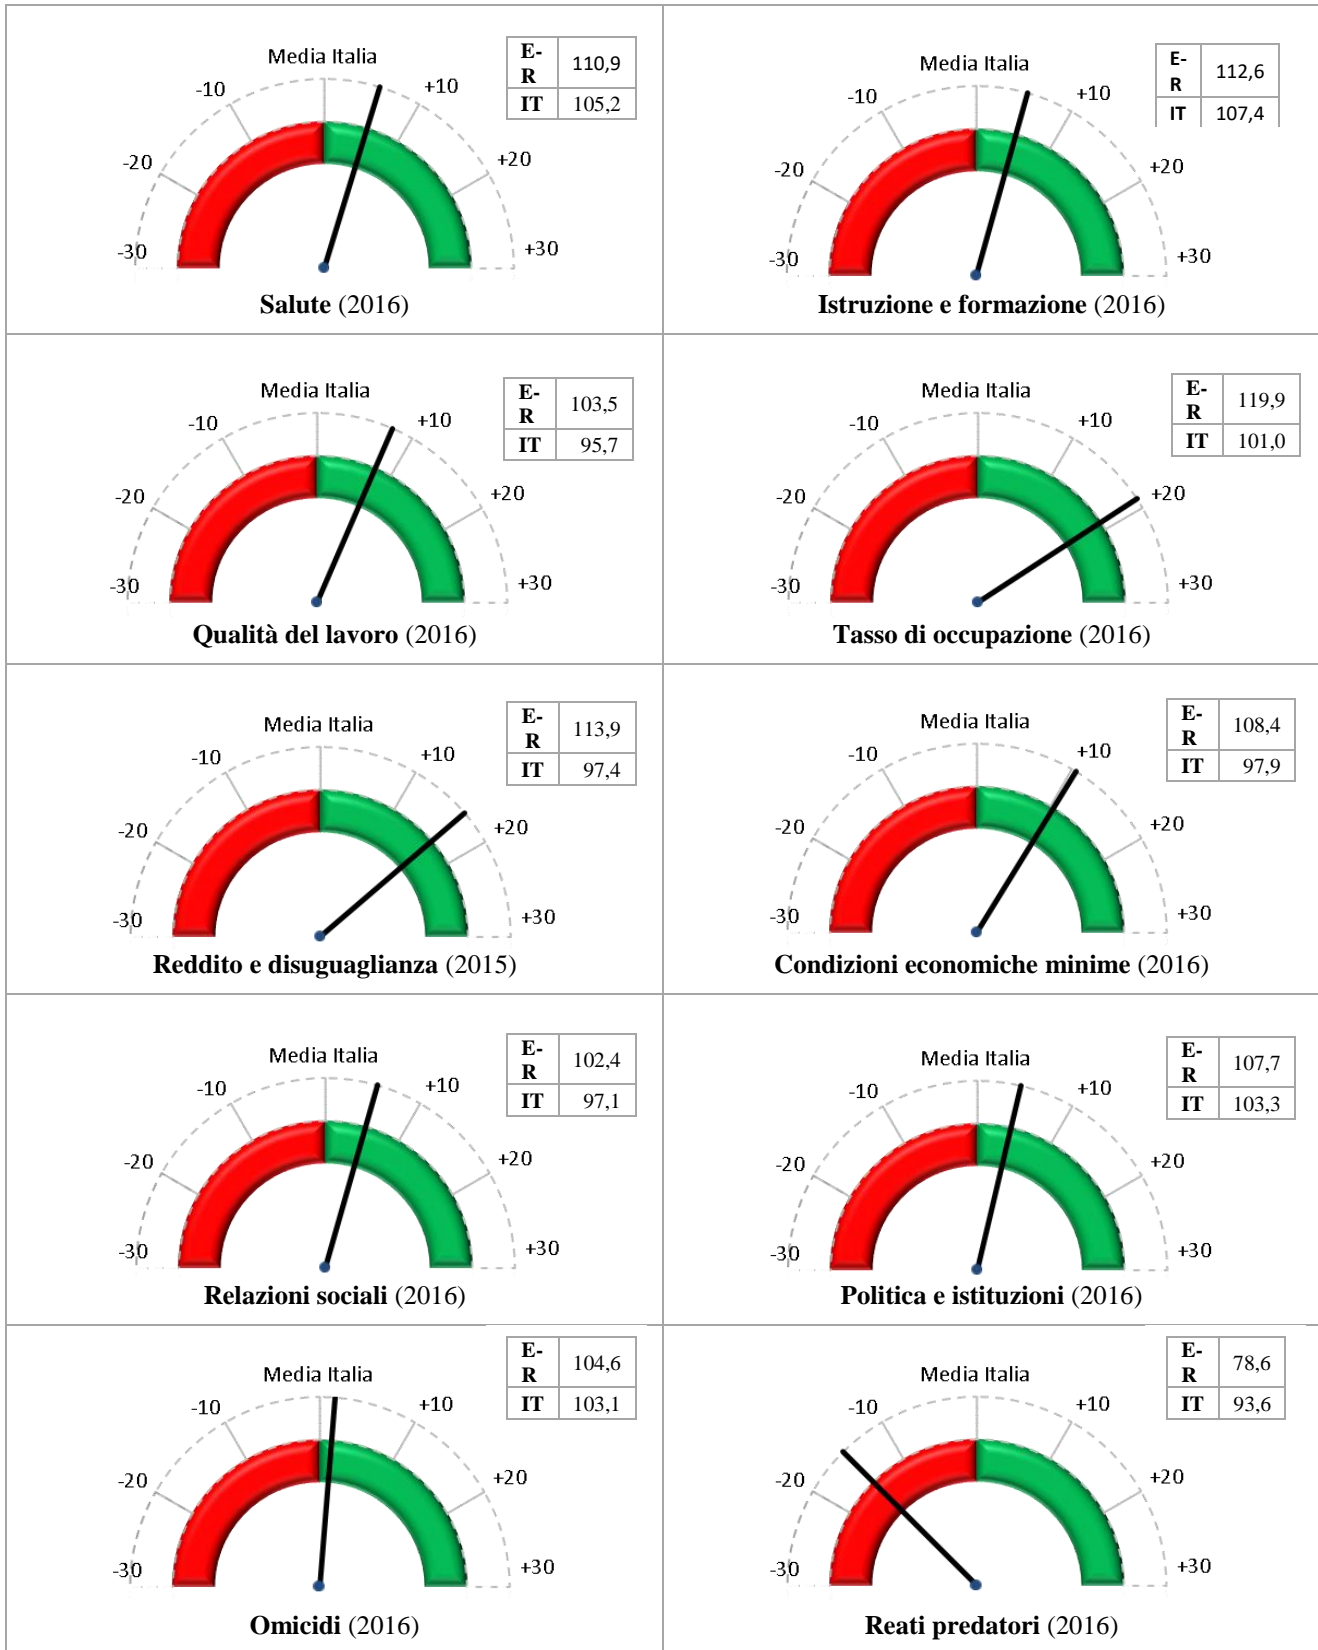 Media Italia
-10
+10
-20
+20
-30
+30
E-R 110,9
IT 105,2
Salute (2016)
Media Italia
-10
+10
-20
+20
-30
+30
E-R 112,6
IT 107,4
Istruzione e formazione (2016)
Media Italia
-10
+10
-20
+20
-30
+30
E-R 103,5
IT 95,7
Qualità del lavoro (2016)
Media Italia
-10
+10
-20
+20
-30
+30
E-R 119,9
IT 101,0
Tasso di occupazione (2016)
Media Italia
-10
+10
-20
+20
-30
+30
E-R 113,9
IT 97,4
Reddito e disuguaglianza (2015)
Media Italia
-10
+10
-20
+20
-30
+30
E-R 108,4
IT 97,9
Condizioni economiche minime (2016)
Media Italia
-10
+10
-20
+20
-30
+30
E-R 102,4
IT 97,1
Relazioni sociali (2016)
Media Italia
-10
+10
-20
+20
-30
+30
E-R 107,7
IT 103,3
Politica e istituzioni (2016)
Media Italia
-10
+10
-20
+20
-30
+30
E-R 104,6
IT 103,1
Omicidi (2016)
Media Italia
-10
+10
-20
+20
-30
+30
E-R 78,6
IT 93,6
Reati predatori (2016)